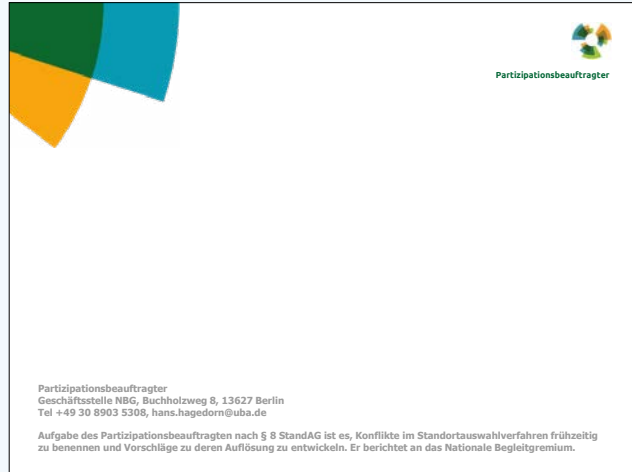 Partizipationsbeauftragter
Partizipationsbeauftragter
Geschäftsstelle NBG, Buchholzweg 8, 13627 Berlin
Tel +49 30 8903 5308, hans.hagedorn@uba.de
Aufgabe des Partizipationsbeauftragten nach § 8 StandAG ist es, Konflikte im Standortauswahlverfahren frühzeitig
zu benennen und Vorschläge zu deren Auflösung zu entwickeln. Er berichtet an das Nationale Begleitgremium.